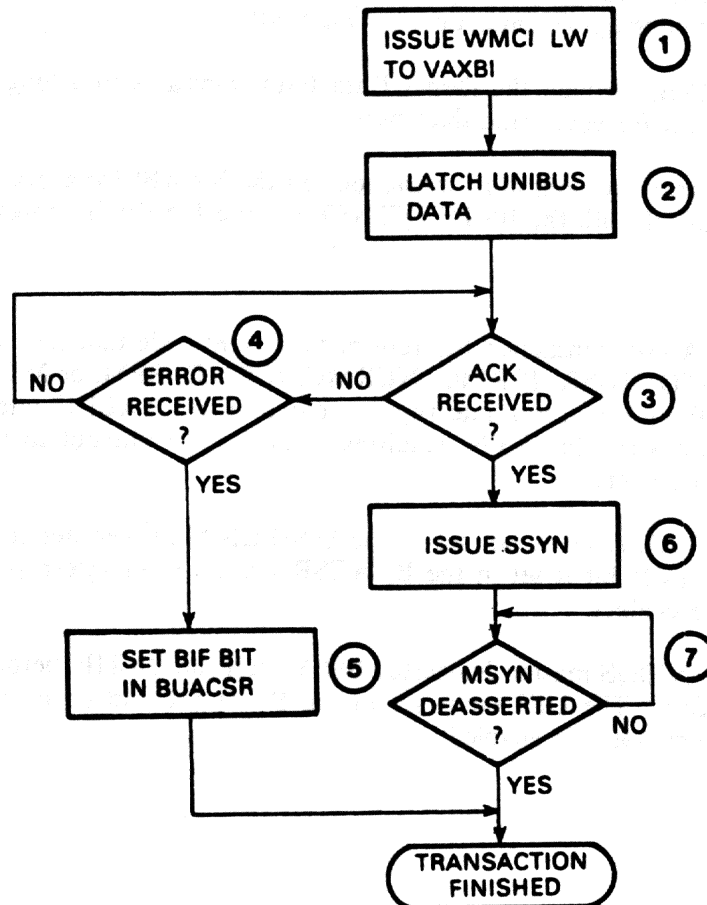 ISSUE WMCI LW
TO VAXBI
1
LATCH UNIBUS
DATA
2
ACK
RECEIVED
?
3
NO
YES
ERROR
RECEIVED
?
4
NO
YES
SET BIF BIT
IN BUACSR
5
ISSUE SSYN
6
MSYN
DEASSERTED
?
7
NO
YES
TRANSACTION
FINISHED